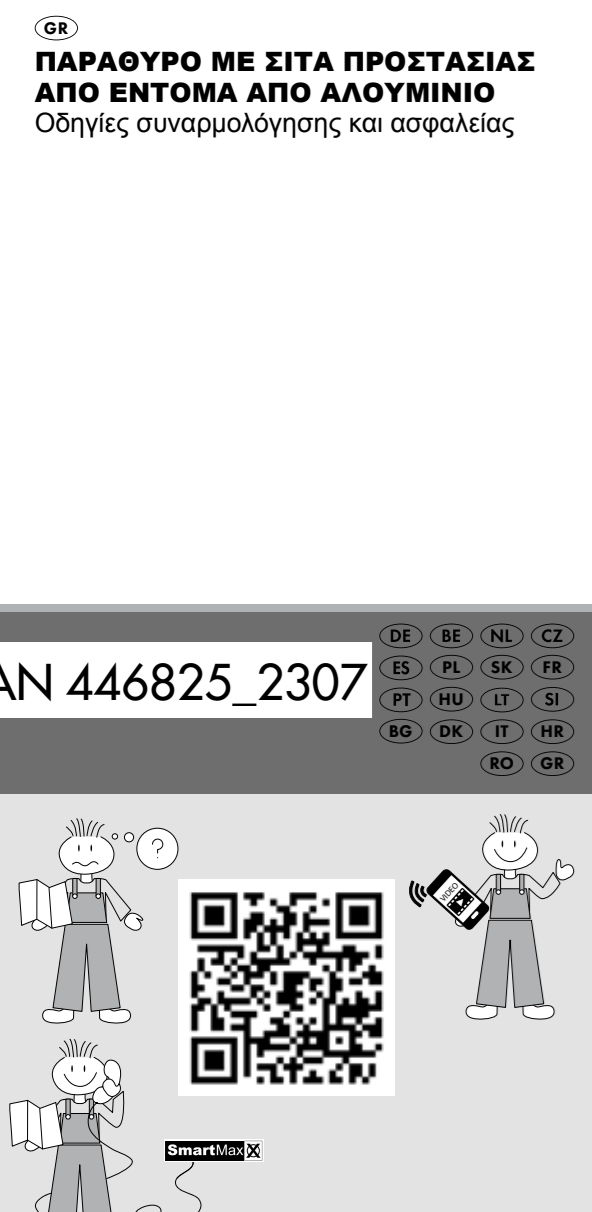 GR
ΠΑΡΑΘΥΡΟ ΜΕ ΣΙΤΑ ΠΡΟΣΤΑΣΙΑΣ
ΑΠΟ ΕΝΤΟΜΑ ΑΠΟ ΑΛΟΥΜΙΝΙΟ
Οδηγίες συναρμολόγησης και ασφαλείας
AN 446825_2307
DE BE NL CZ
ES PL SK FR
PT HU LT SI
BG DK IT HR
RO GR
?
VIDEO
SmartMax